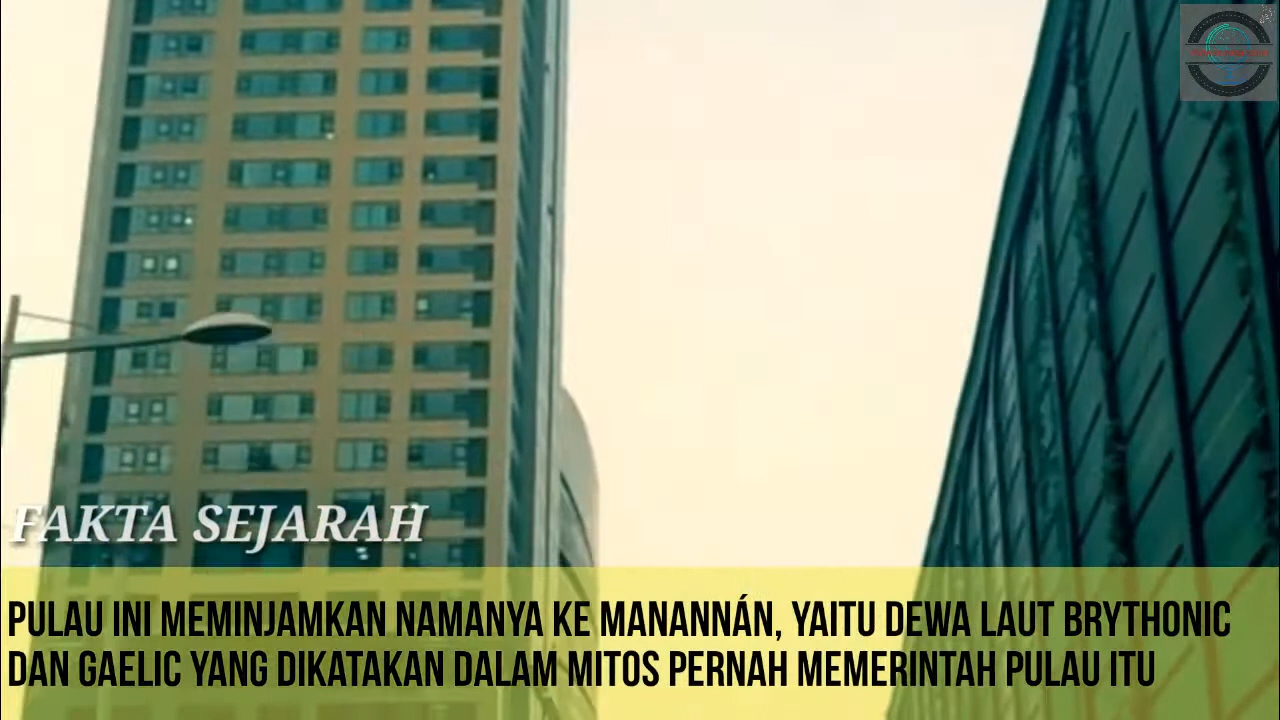 FAKTA SEJARAH
PULAU INI MEMINJAMKAN NAMANYA KE MANANNÁN, YAITU DEWA LAUT BRYTHONIC
DAN GAELIC YANG DIKATAKAN DALAM MITOS PERNAH MEMERINTAH PULAU ITU